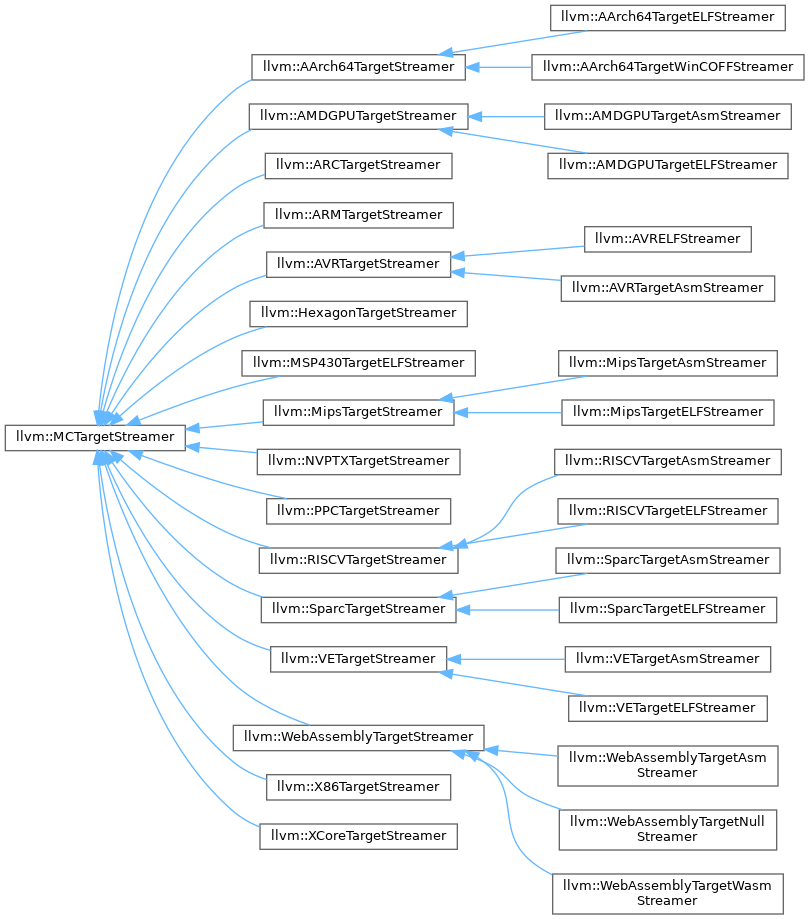 llvm::AArch64TargetELFStreamer
llvm::AArch64TargetStreamer
llvm::AArch64TargetWinCOFFStreamer
llvm::AMDGPUTargetStreamer
llvm::AMDGPUTargetAsmStreamer
llvm::ARCTargetStreamer
llvm::AMDGPUTargetELFStreamer
llvm::ARMTargetStreamer
llvm::AVRELFStreamer
llvm::AVRTargetStreamer
llvm::AVRTargetAsmStreamer
llvm::HexagonTargetStreamer
llvm::MSP430TargetELFStreamer
llvm::MipsTargetAsmStreamer
llvm::MipsTargetStreamer
llvm::MipsTargetELFStreamer
llvm::MCTargetStreamer
llvm::NVPTXTargetStreamer
llvm::RISCVTargetAsmStreamer
llvm::PPCTargetStreamer
llvm::RISCVTargetELFStreamer
llvm::RISCVTargetStreamer
llvm::SparcTargetAsmStreamer
llvm::SparcTargetStreamer
llvm::SparcTargetELFStreamer
llvm::VETargetStreamer
llvm::VETargetAsmStreamer
llvm::VETargetELFStreamer
llvm::WebAssemblyTargetStreamer
llvm::WebAssemblyTargetAsm
Streamer
llvm::X86TargetStreamer
llvm::WebAssemblyTargetNull
Streamer
llvm::XCoreTargetStreamer
llvm::WebAssemblyTargetWasm
Streamer